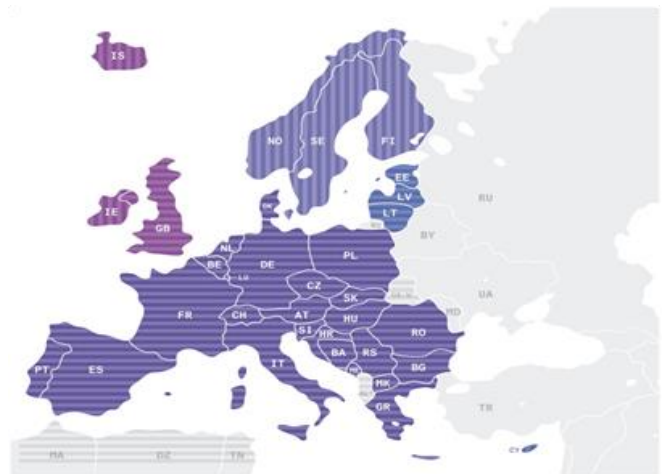 IS
NO
SE
FI
EE
LV
LT
RU
IE
GB
DK
BY
NL
BE
DE
PL
LU
CZ
UA
SK
FR
CH
AT
HU
MD
SI
HR
RO
PT
ES
IT
BA
RS
BG
ME
MK
GR
TR
MA
DZ
TN
CY